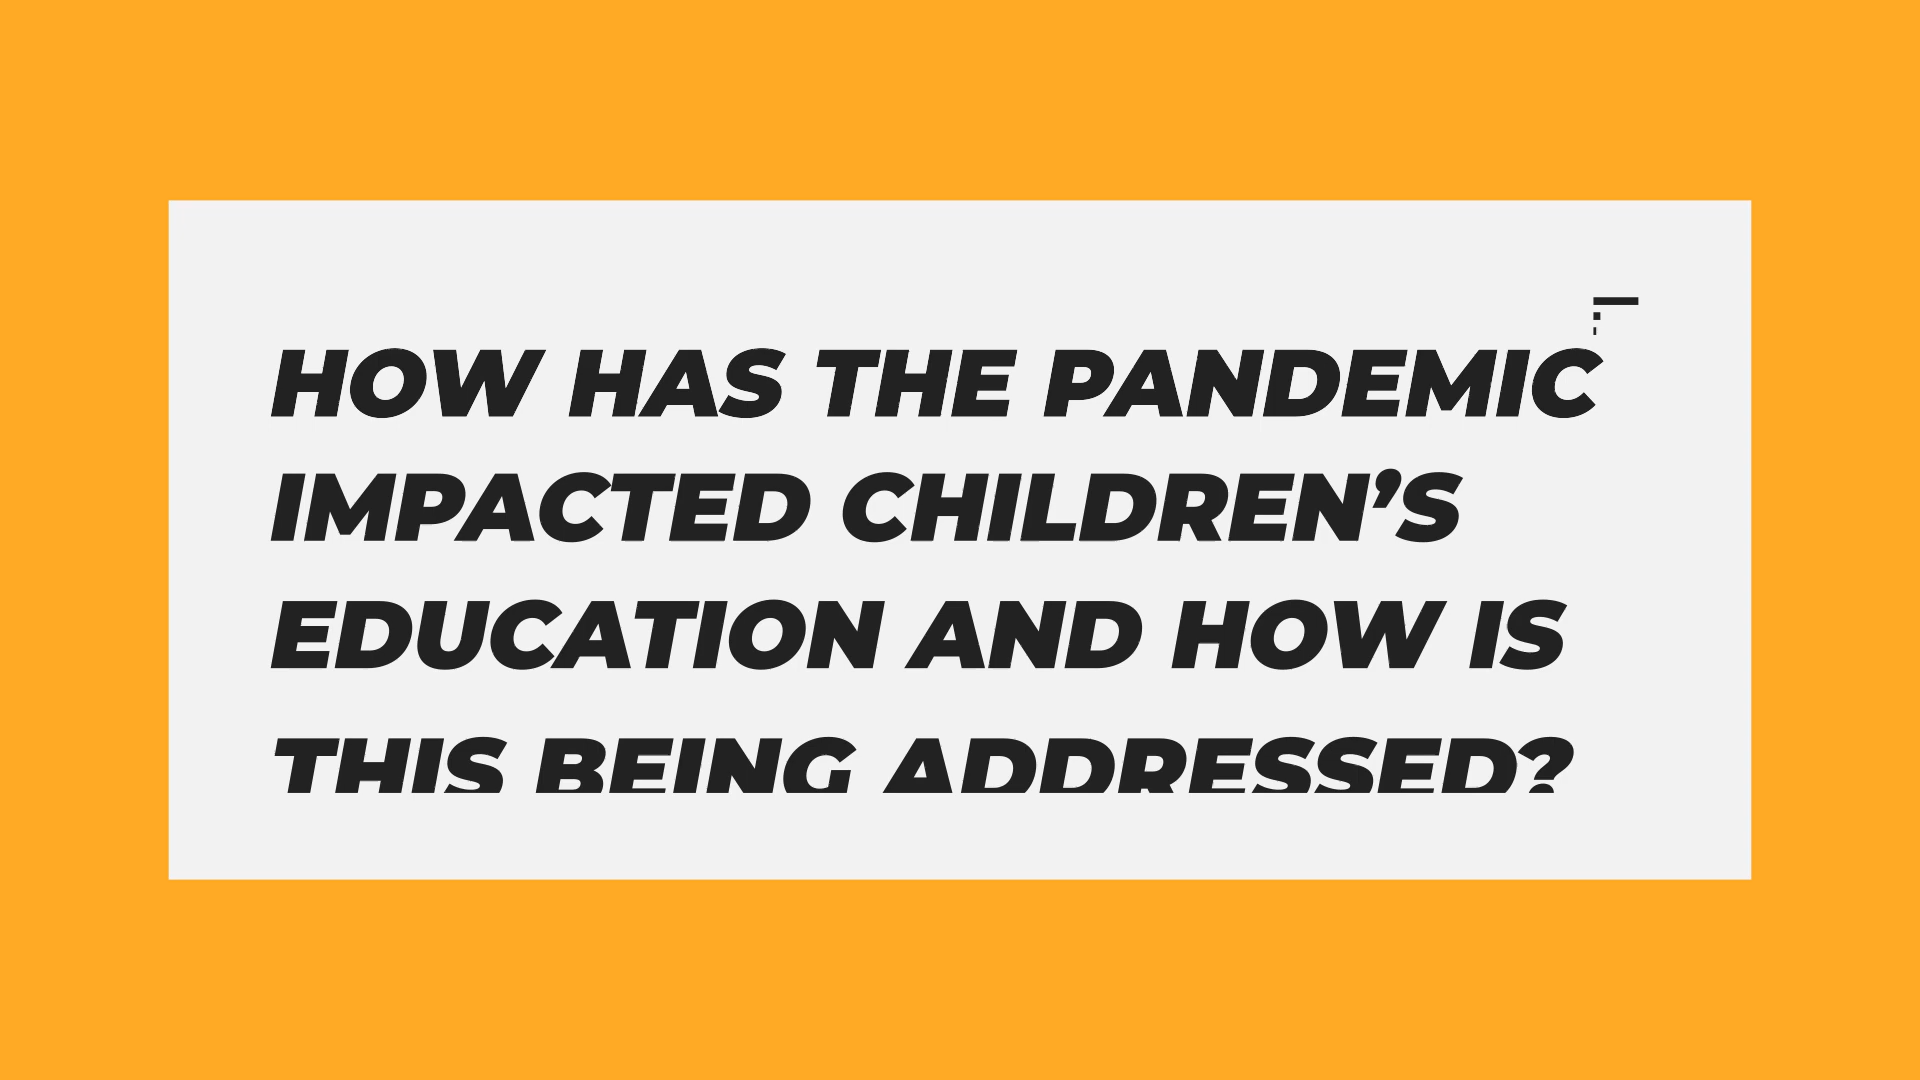 HOW HAS THE PANDEMIC
IMPACTED CHILDREN’S
EDUCATION AND HOW IS
THIS BEING ADDRESSED?